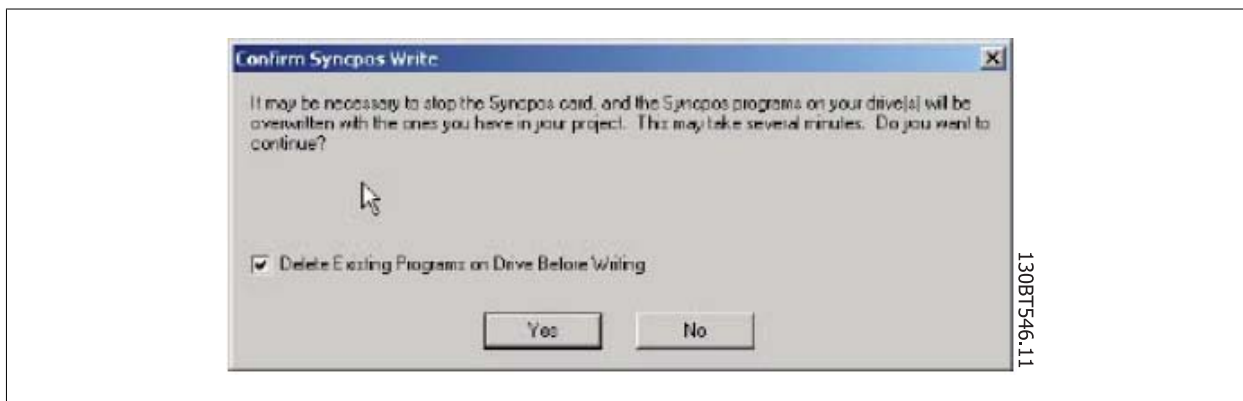 Confirm Syncpos Write
It may be necessary to stop the Syncpos card, and the Syncpos programs on your drive(s) will be
overwritten with the ones you have in your project. This may take several minutes. Do you want to
continue?
Delete Existing Programs on Drive Before Writing
Yes
No
130BT546.11